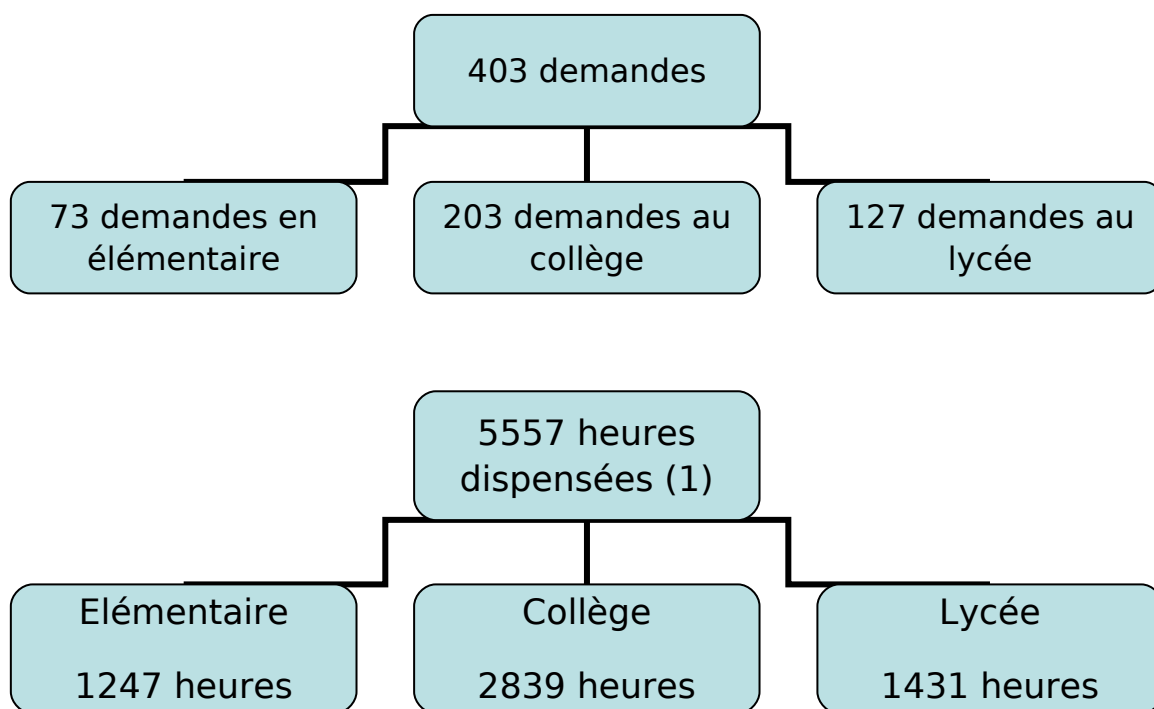 403 demandes
73 demandes en
élémentaire
203 demandes au
collège
127 demandes au
lycée
5557 heures
dispensées (1)
Elémentaire
1247 heures
Collège
2839 heures
Lycée
1431 heures